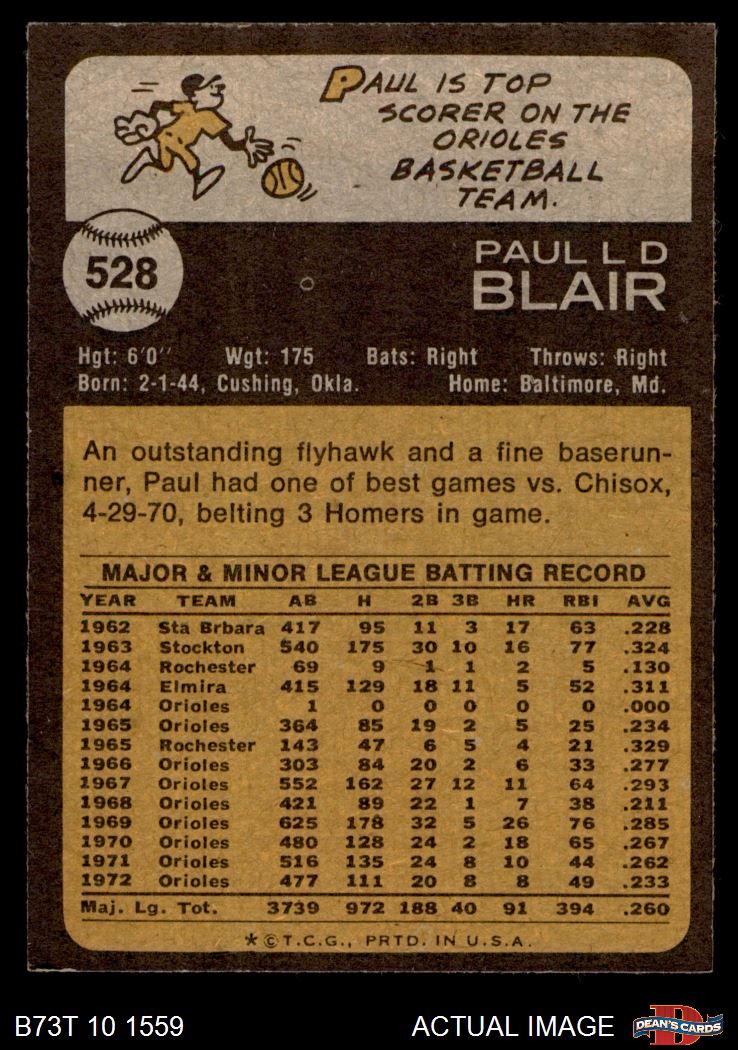 PAUL IS TOP
SCORER ON THE
ORIOLES
BASKETBALL
TEAM.
528
PAUL L D
BLAIR
Hgt: 6'0" Wgt: 175 Bats: Right Throws: Right
Born: 2-1-44, Cushing, Okla. Home: Baltimore, Md.
An outstanding flyhawk and a fine baserun-
ner, Paul had one of best games vs. Chisox,
4-29-70, belting 3 Homers in game.
MAJOR & MINOR LEAGUE BATTING RECORD
YEAR TEAM AB H 2B 3B HR RBI AVG
1962 Sta Brbara 417 95 11 3 17 63 .228
1963 Stockton 540 175 30 10 16 77 .324
1964 Rochester 69 9 1 1 2 5 .130
1964 Elmira 415 129 18 11 5 52 .311
1964 Orioles 1 0 0 0 0 0 .000
1965 Orioles 364 85 19 2 5 25 .234
1965 Rochester 143 47 6 5 4 21 .329
1966 Orioles 303 84 20 2 6 33 .277
1967 Orioles 552 162 27 12 11 64 .293
1968 Orioles 421 89 22 1 7 38 .211
1969 Orioles 625 178 32 5 26 76 .285
1970 Orioles 480 128 24 2 18 65 .267
1971 Orioles 516 135 24 8 10 44 .262
1972 Orioles 477 111 20 8 8 49 .233
Maj. Lg. Tot. 3739 972 188 40 91 394 .260
*©T.C.G., PRTD. IN U.S.A.
B73T 10 1559 ACTUAL IMAGE DEAN'S CARDS